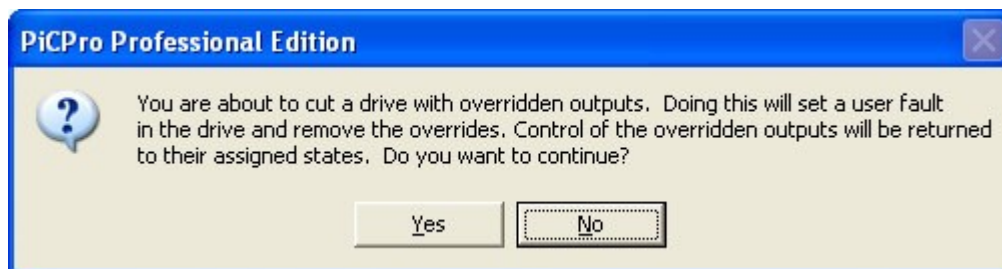 PiCPro Professional Edition
?
You are about to cut a drive with overridden outputs. Doing this will set a user fault
in the drive and remove the overrides. Control of the overridden outputs will be returned
to their assigned states. Do you want to continue?
Yes
No